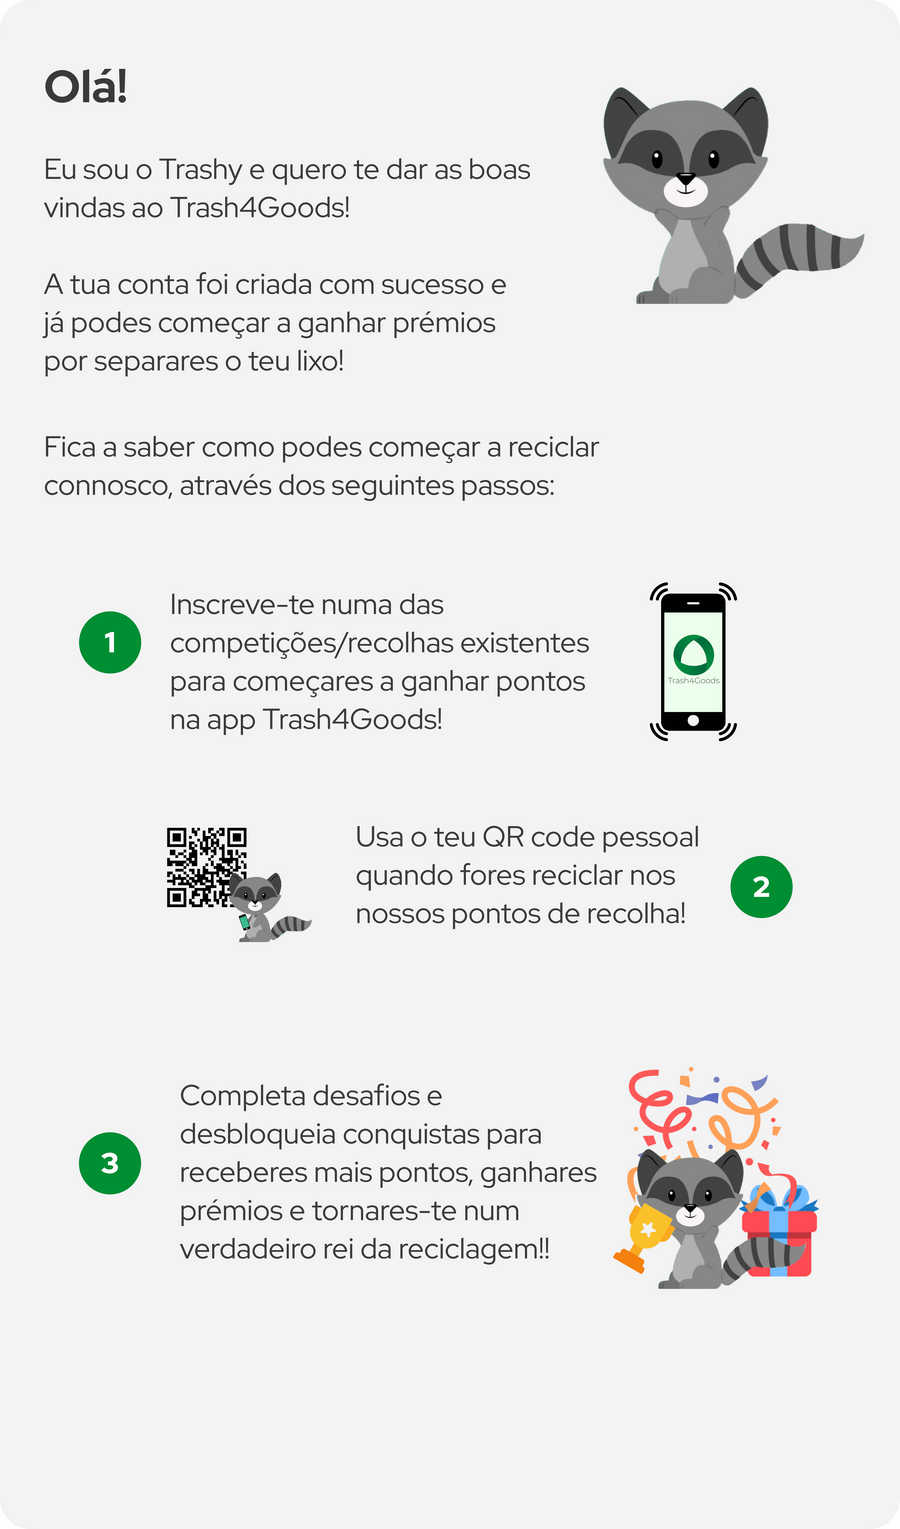 Olá!
Eu sou o Trashy e quero te dar as boas
vindas ao Trash4Goods!
A tua conta foi criada com sucesso e
já podes começar a ganhar prémios
por separares o teu lixo!
Fica a saber como podes começar a reciclar
connosco, através dos seguintes passos:
1
Inscreve-te numa das
competições/recolhas existentes
para começares a ganhar pontos
na app Trash4Goods!
Trash4Goods
Usa o teu QR code pessoal
quando fores reciclar nos
nossos pontos de recolha!
2
3
Completa desafios e
desbloqueia conquistas para
receberes mais pontos, ganhares
prémios e tornares-te num
verdadeiro rei da reciclagem!!